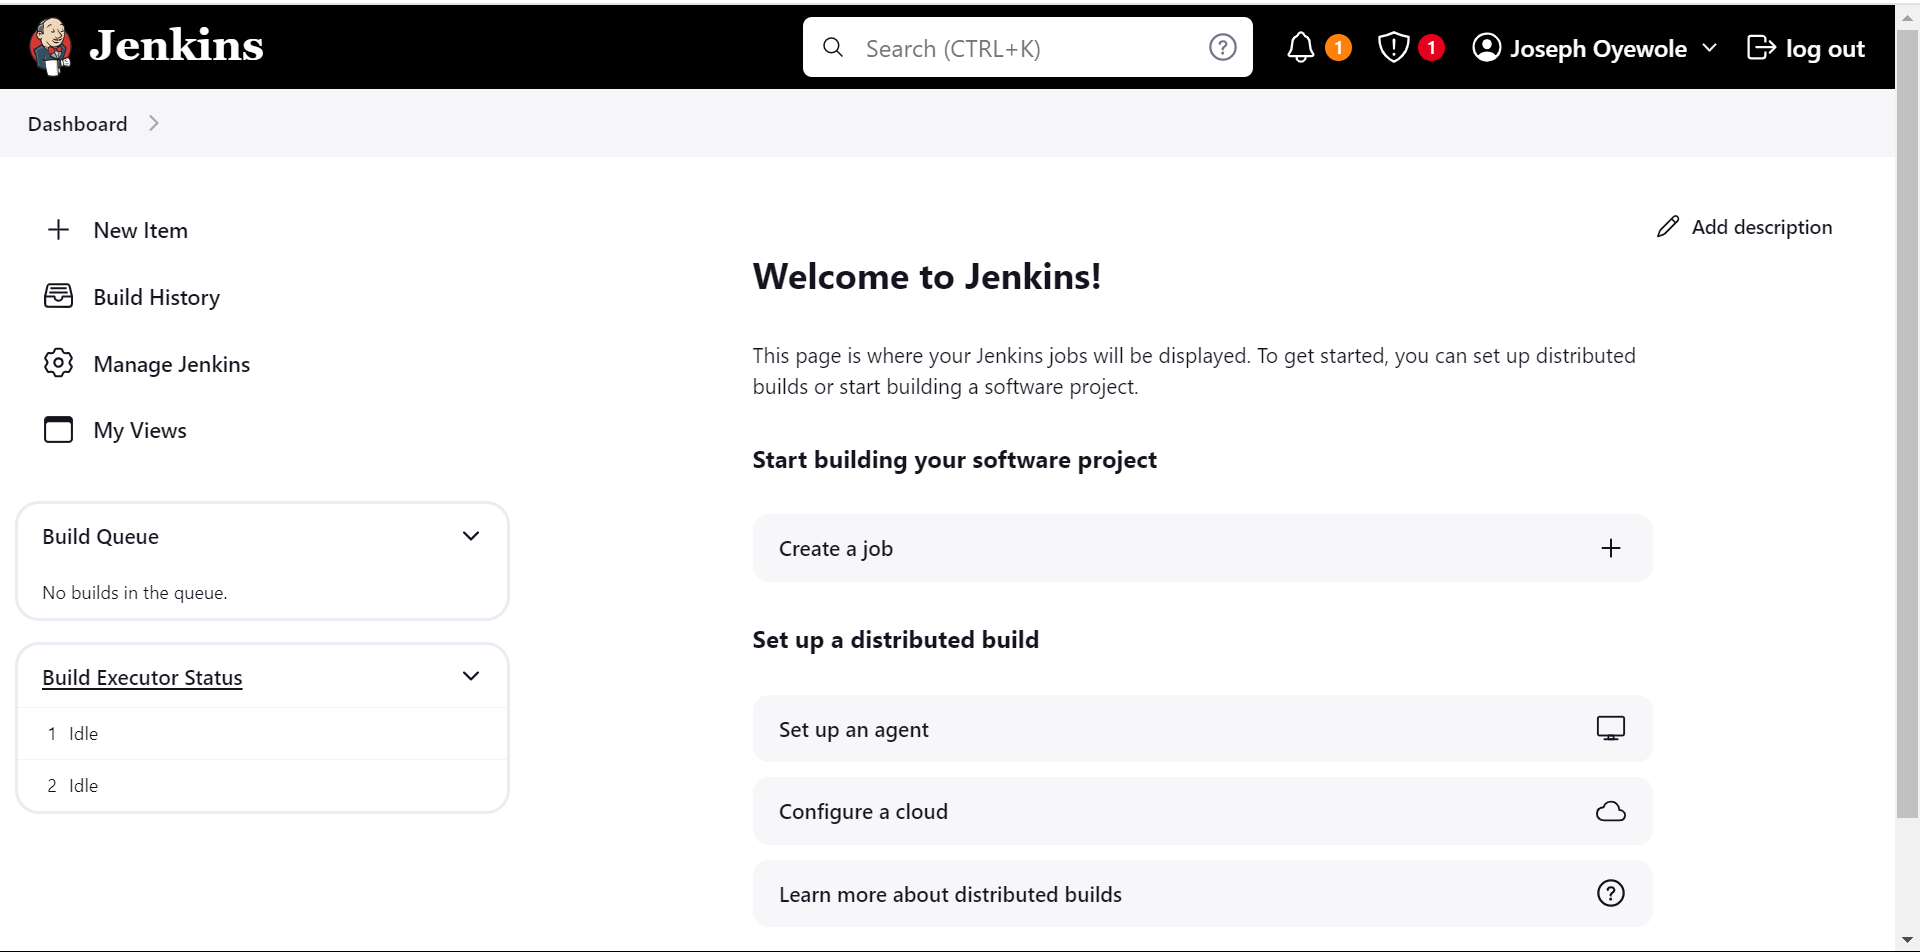 Jenkins
Search (CTRL+K)
?
1
1
Joseph Oyewole
log out
Dashboard
New Item
Build History
Manage Jenkins
My Views
Build Queue
No builds in the queue.
Build Executor Status
1 Idle
2 Idle
Add description
Welcome to Jenkins!
This page is where your Jenkins jobs will be displayed. To get started, you can set up distributed
builds or start building a software project.
Start building your software project
Create a job
Set up a distributed build
Set up an agent
Configure a cloud
Learn more about distributed builds
?